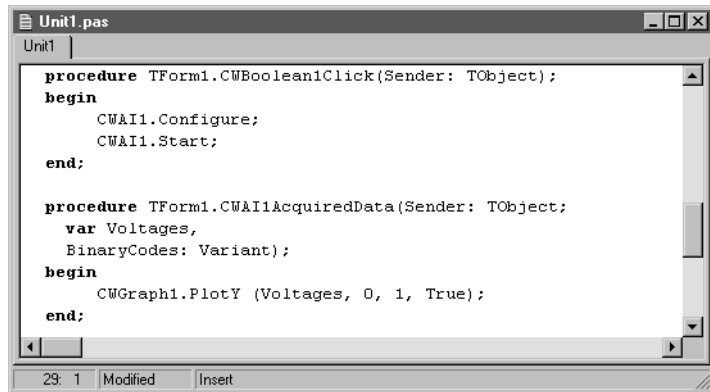 Unit1.pas
Unit1
procedure TForm1.CWBoolean1Click(Sender: TObject);
begin
CWAI1.Configure;
CWAI1.Start;
end;
procedure TForm1.CWAI1AcquiredData(Sender: TObject;
var Voltages,
BinaryCodes: Variant);
begin
CWGraph1.PlotY (Voltages, 0, 1, True);
end;
29: 1 Modified Insert